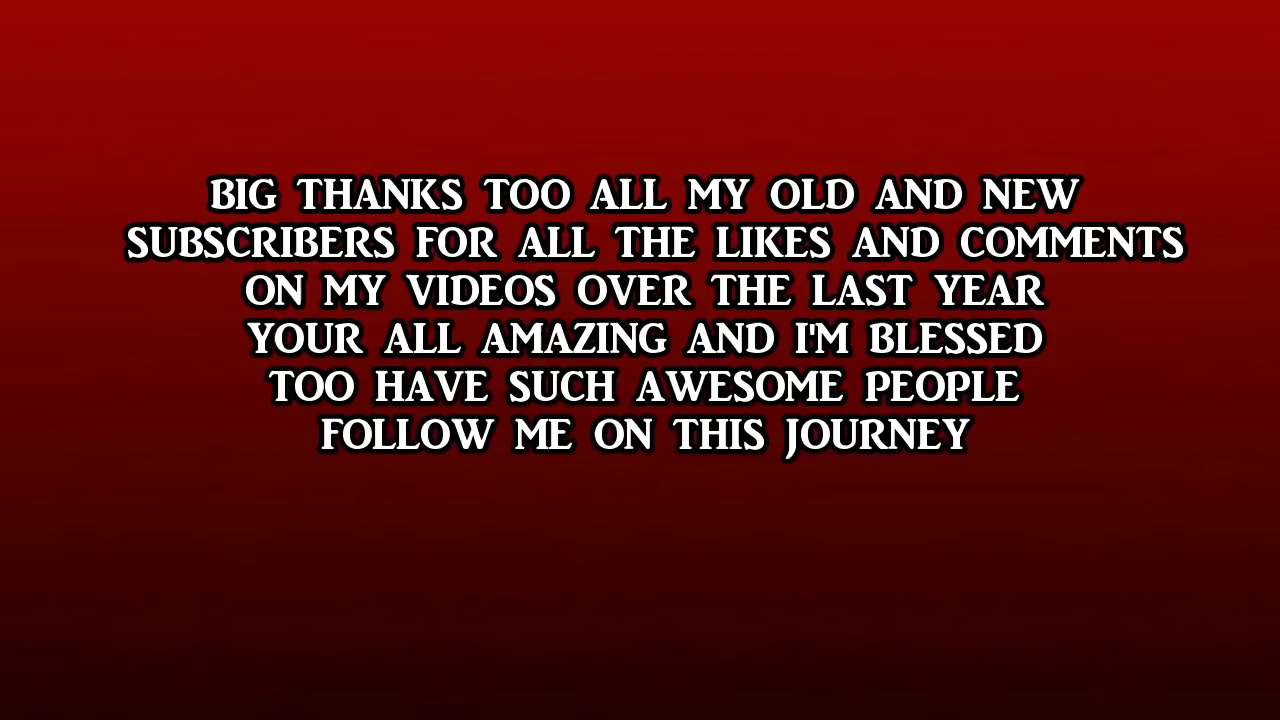 BIG THANKS TOO ALL MY OLD AND NEW
SUBSCRIBERS FOR ALL THE LIKES AND COMMENTS
ON MY VIDEOS OVER THE LAST YEAR
YOUR ALL AMAZING AND I'M BLESSED
TOO HAVE SUCH AWESOME PEOPLE
FOLLOW ME ON THIS JOURNEY